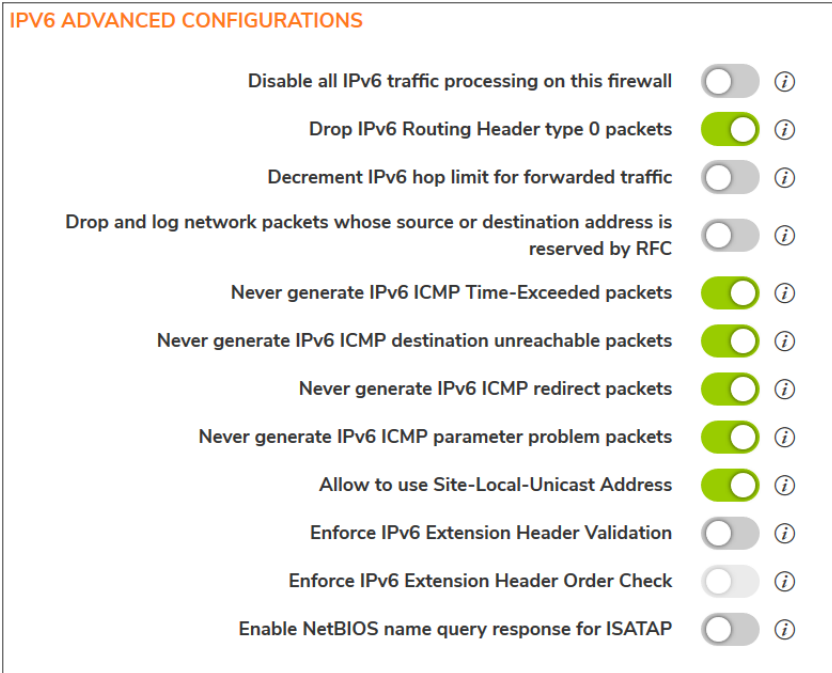 IPV6 ADVANCED CONFIGURATIONS
Disable all IPv6 traffic processing on this firewall
Drop IPv6 Routing Header type 0 packets
Decrement IPv6 hop limit for forwarded traffic
Drop and log network packets whose source or destination address is
reserved by RFC
Never generate IPv6 ICMP Time-Exceeded packets
Never generate IPv6 ICMP destination unreachable packets
Never generate IPv6 ICMP redirect packets
Never generate IPv6 ICMP parameter problem packets
Allow to use Site-Local-Unicast Address
Enforce IPv6 Extension Header Validation
Enforce IPv6 Extension Header Order Check
Enable NetBIOS name query response for ISATAP